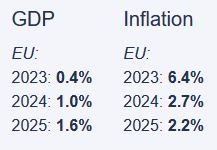 GDP
EU:
2023: 0.4%
2024: 1.0%
2025: 1.6%
Inflation
EU:
2023: 6.4%
2024: 2.7%
2025: 2.2%